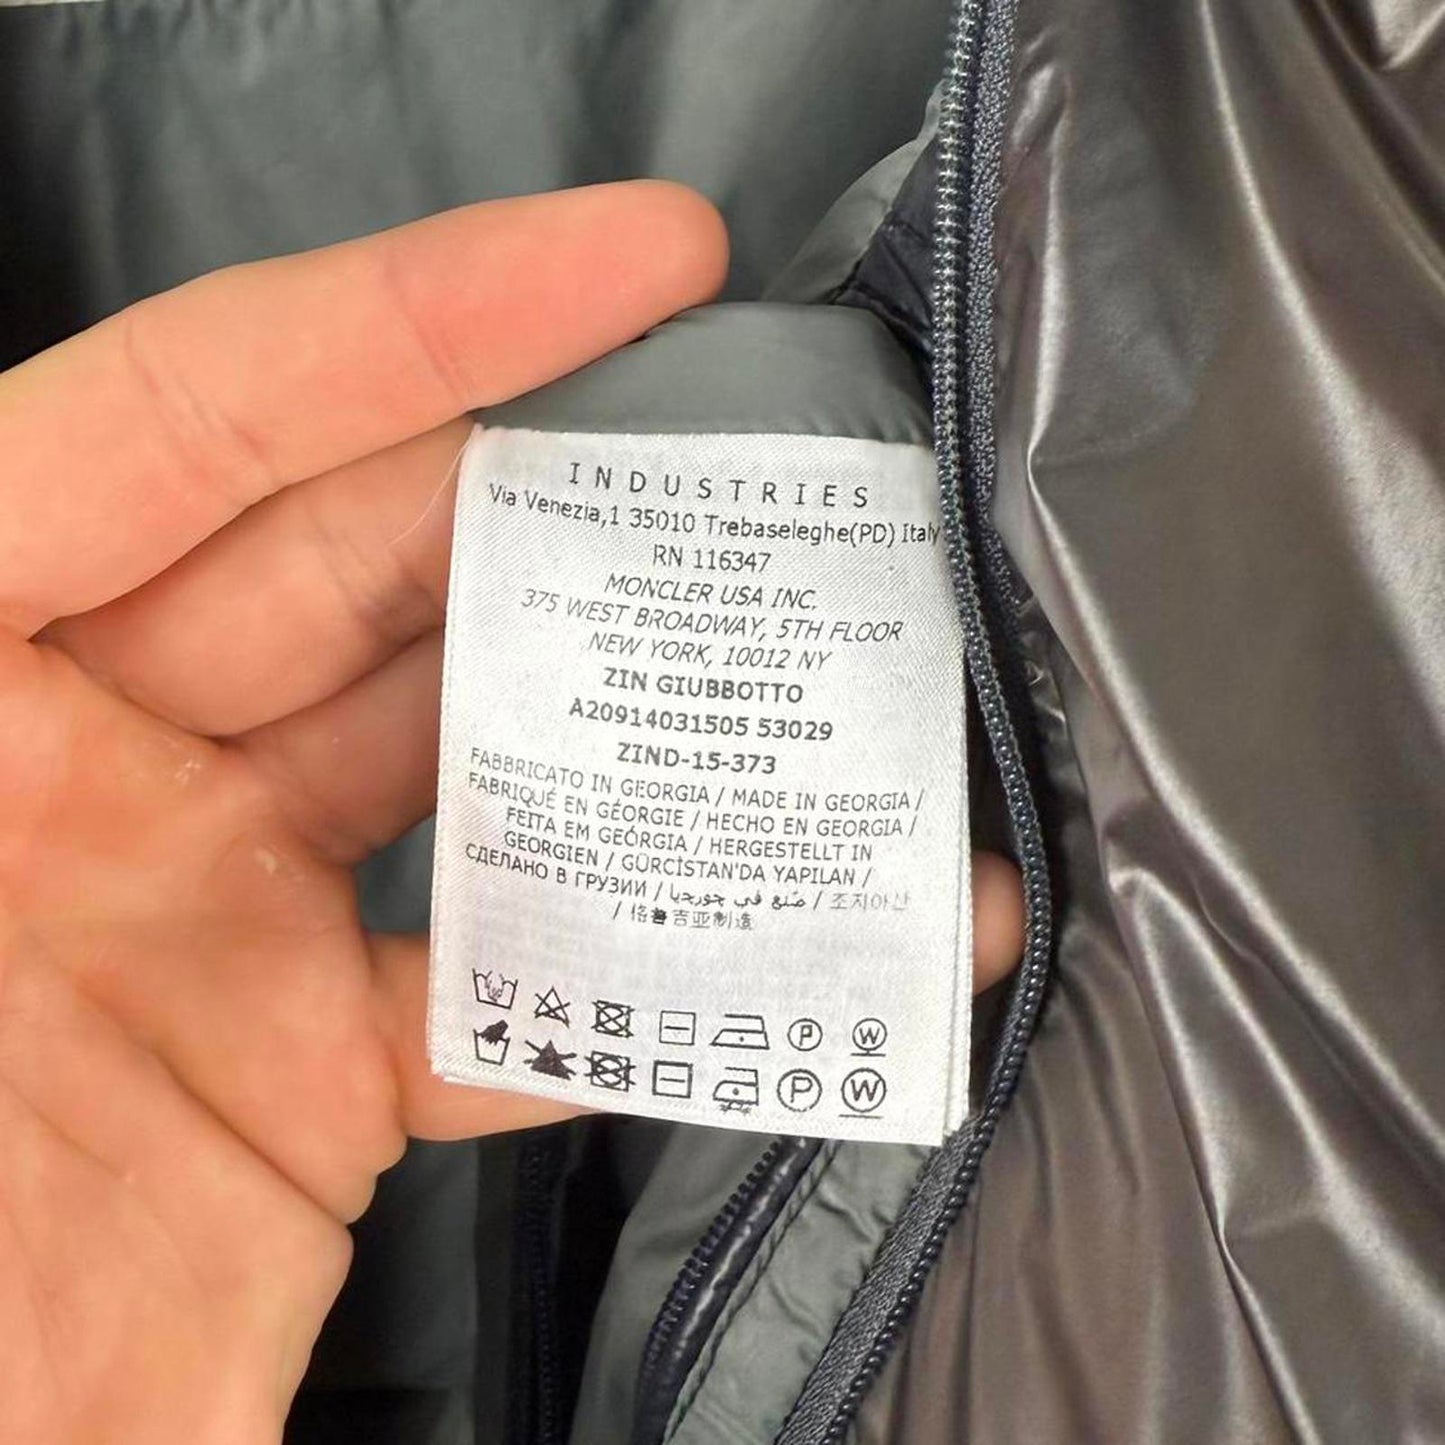 INDUSTRIES
Via Venezia,1 35010 Trebaseleghe(PD) Italy
RN 116347
MONCLER USA INC.
375 WEST BROADWAY, 5TH FLOOR
NEW YORK, 10012 NY
ZIN GIUBBOTTO
A20914031505 53029
ZIND-15-373
FABBRICATO IN GEORGIA / MADE IN GEORGIA /
FABRIQUÉ EN GÉORGIE / HECHO EN GEORGIA /
FEITA EM GEÓRGIA / HERGESTELLT IN
GEORGIEN / GÜRCİSTAN'DA YAPILAN /
СДЕЛАНО В ГРУЗИИ / صنع في جورجيا / 조지아산
/ 格鲁吉亚制造
P W
P W